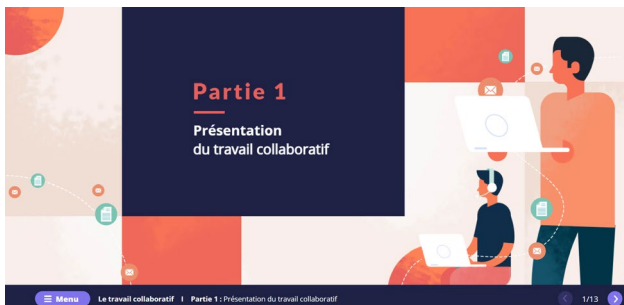 Partie 1
Présentation
du travail collaboratif
Menu
Le travail collaboratif I Partie 1 : Présentation du travail collaboratif
1/13